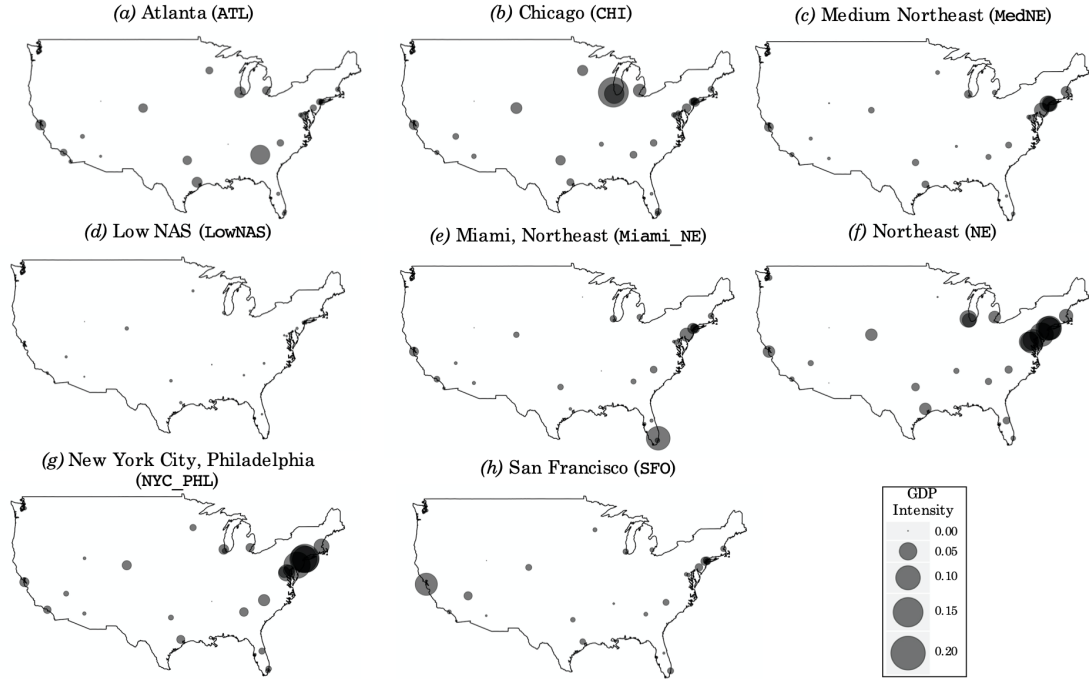 (a) Atlanta (ATL)
(b) Chicago (CHI)
(c) Medium Northeast (MedNE)
(d) Low NAS (LowNAS)
(e) Miami, Northeast (Miami_NE)
(f) Northeast (NE)
(g) New York City, Philadelphia
(NYC_PHL)
(h) San Francisco (SFO)
GDP
Intensity
0.00
0.05
0.10
0.15
0.20